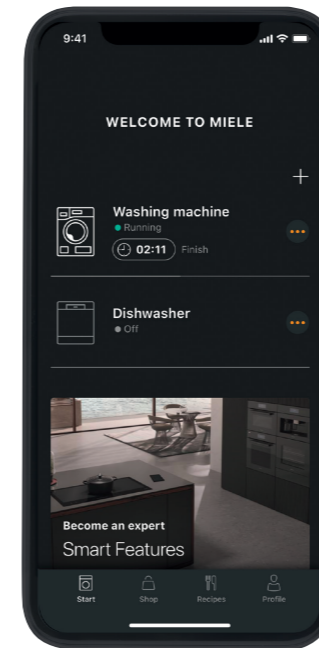 9:41
WELCOME TO MIELE
+
Washing machine
Running
02:11 Finish
Dishwasher
Off
Become an expert
Smart Features
Start Shop Recipes Profile